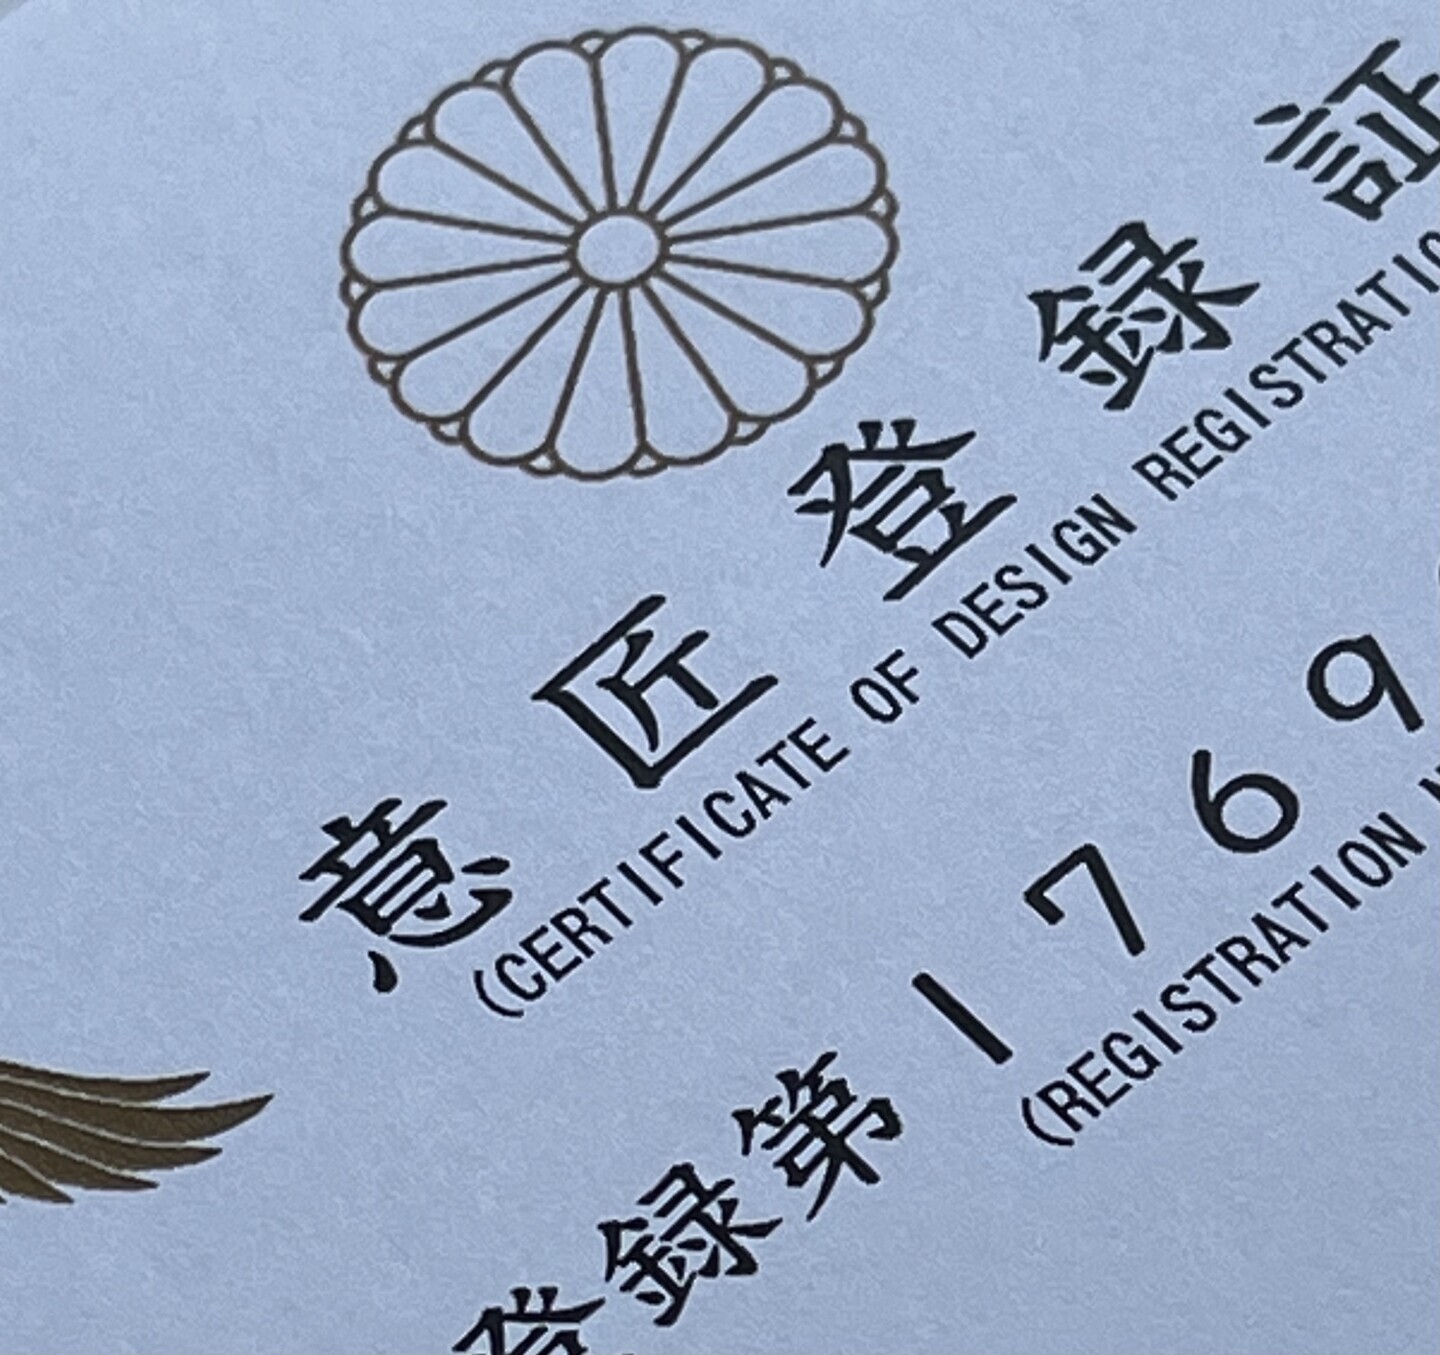 意匠登録証
(CERTIFICATE OF DESIGN REGISTRATIO
登録第1769
(REGISTRATION